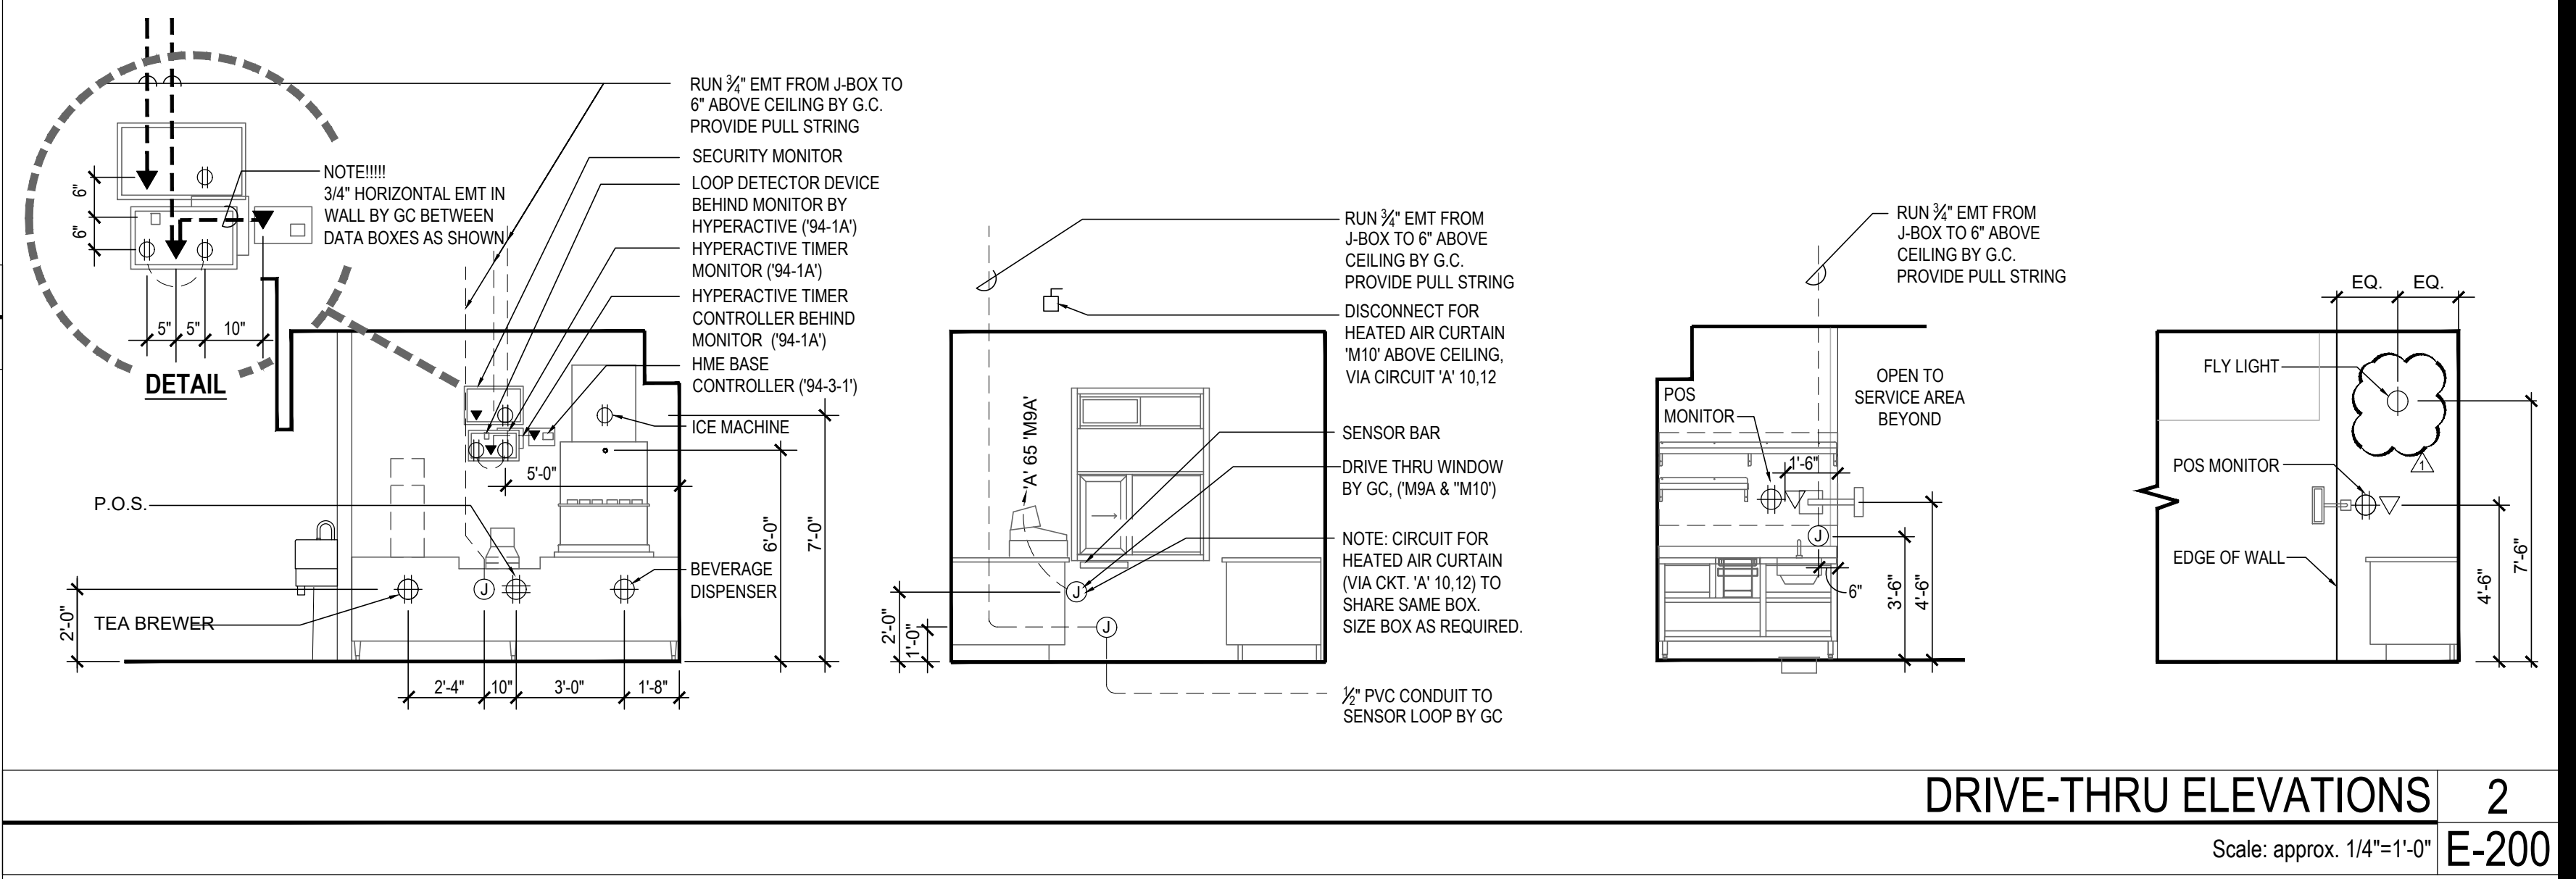 RUN 3/4" EMT FROM J-BOX TO
6" ABOVE CEILING BY G.C.
PROVIDE PULL STRING
SECURITY MONITOR
LOOP DETECTOR DEVICE
BEHIND MONITOR BY
HYPERACTIVE ('94-1A')
HYPERACTIVE TIMER
MONITOR ('94-1A')
HYPERACTIVE TIMER
CONTROLLER BEHIND
MONITOR ('94-1A')
HME BASE
CONTROLLER ('94-3-1')
ICE MACHINE
BEVERAGE
DISPENSER
NOTE!!!!!
3/4" HORIZONTAL EMT IN
WALL BY GC BETWEEN
DATA BOXES AS SHOWN
6"
6"
5"
5"
10"
DETAIL
P.O.S.
TEA BREWER
2'-0"
5'-0"
6'-0"
7'-0"
J
2'-4"
10"
3'-0"
1'-8"
RUN 3/4" EMT FROM
J-BOX TO 6" ABOVE
CEILING BY G.C.
PROVIDE PULL STRING
DISCONNECT FOR
HEATED AIR CURTAIN
'M10' ABOVE CEILING,
VIA CIRCUIT 'A' 10,12
SENSOR BAR
DRIVE THRU WINDOW
BY GC, ('M9A & "M10')
NOTE: CIRCUIT FOR
HEATED AIR CURTAIN
(VIA CKT. 'A' 10,12) TO
SHARE SAME BOX.
SIZE BOX AS REQUIRED.
1/2" PVC CONDUIT TO
SENSOR LOOP BY GC
'A' 65 'M9A'
J
J
2'-0"
1'-0"
RUN 3/4" EMT FROM
J-BOX TO 6" ABOVE
CEILING BY G.C.
PROVIDE PULL STRING
POS
MONITOR
OPEN TO
SERVICE AREA
BEYOND
1'-6"
J
6"
3'-6"
4'-6"
EQ.
EQ.
FLY LIGHT
1
POS MONITOR
EDGE OF WALL
4'-6"
7'-6"
DRIVE-THRU ELEVATIONS
2
Scale: approx. 1/4"=1'-0"
E-200